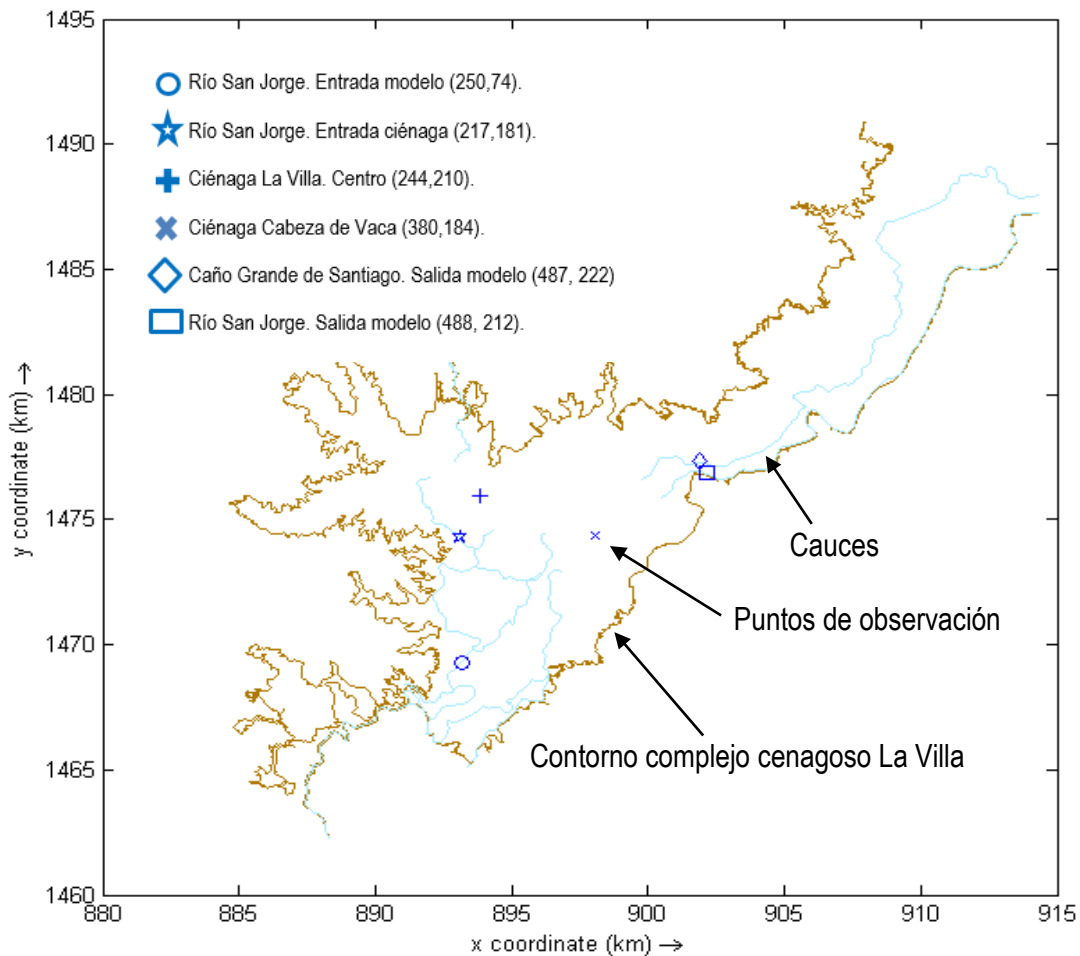 1495
1490
1485
1480
1475
1470
1465
1460
y coordinate (km) →
Río San Jorge. Entrada modelo (250,74).
Río San Jorge. Entrada ciénaga (217,181).
Ciénaga La Villa. Centro (244,210).
Ciénaga Cabeza de Vaca (380,184).
Caño Grande de Santiago. Salida modelo (487, 222)
Río San Jorge. Salida modelo (488, 212).
Cauces
Puntos de observación
Contorno complejo cenagoso La Villa
880 885 890 895 900 905 910 915
x coordinate (km) →